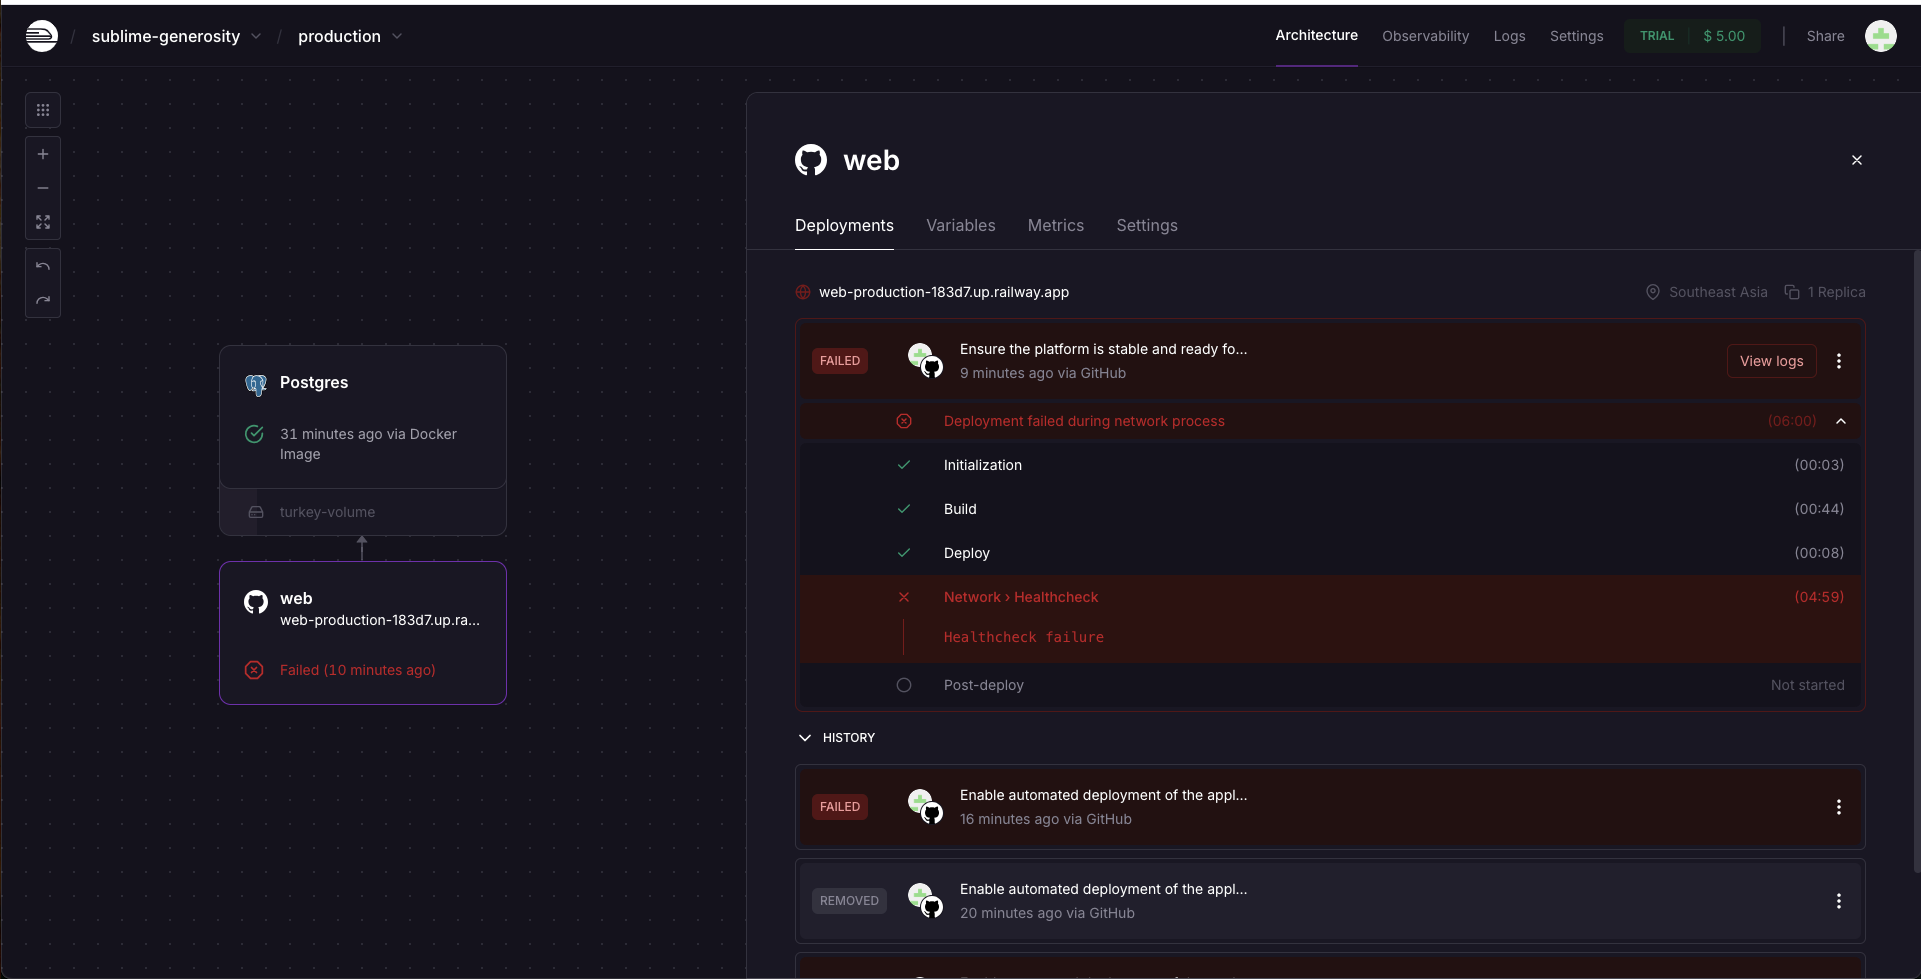 / sublime-generosity / production
Architecture Observability Logs Settings TRIAL $ 5.00 Share
Postgres
31 minutes ago via Docker
Image
turkey-volume
web
web-production-183d7.up.ra...
Failed (10 minutes ago)
web
Deployments Variables Metrics Settings
web-production-183d7.up.railway.app Southeast Asia 1 Replica
FAILED
Ensure the platform is stable and ready fo...
9 minutes ago via GitHub
View logs
Deployment failed during network process (06:00)
Initialization (00:03)
Build (00:44)
Deploy (00:08)
Network › Healthcheck (04:59)
Healthcheck failure
Post-deploy Not started
HISTORY
FAILED
Enable automated deployment of the appl...
16 minutes ago via GitHub
REMOVED
Enable automated deployment of the appl...
20 minutes ago via GitHub